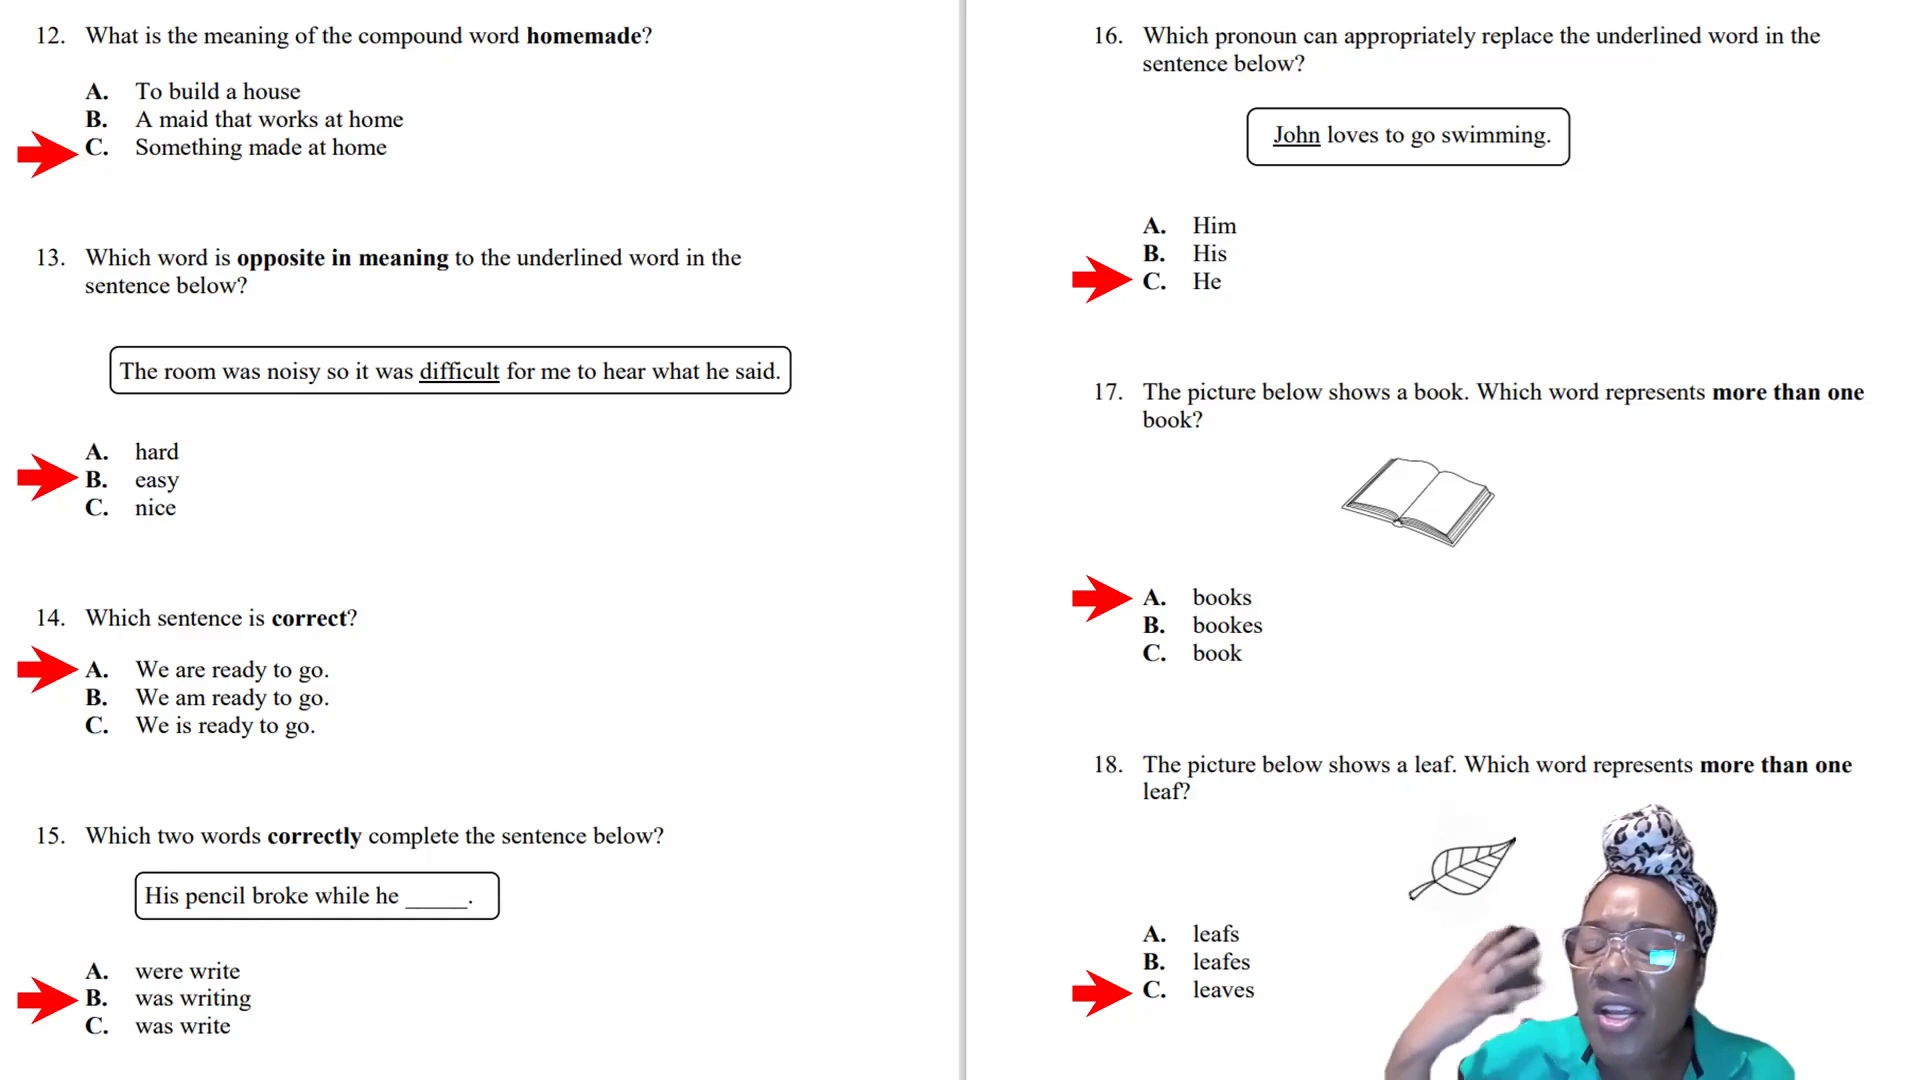 12. What is the meaning of the compound word homemade?
A. To build a house
B. A maid that works at home
C. Something made at home
13. Which word is opposite in meaning to the underlined word in the
sentence below?
The room was noisy so it was difficult for me to hear what he said.
A. hard
B. easy
C. nice
14. Which sentence is correct?
A. We are ready to go.
B. We am ready to go.
C. We is ready to go.
15. Which two words correctly complete the sentence below?
His pencil broke while he _____.
A. were write
B. was writing
C. was write
16. Which pronoun can appropriately replace the underlined word in the
sentence below?
John loves to go swimming.
A. Him
B. His
C. He
17. The picture below shows a book. Which word represents more than one
book?
A. books
B. bookes
C. book
18. The picture below shows a leaf. Which word represents more than one
leaf?
A. leafs
B. leafes
C. leaves